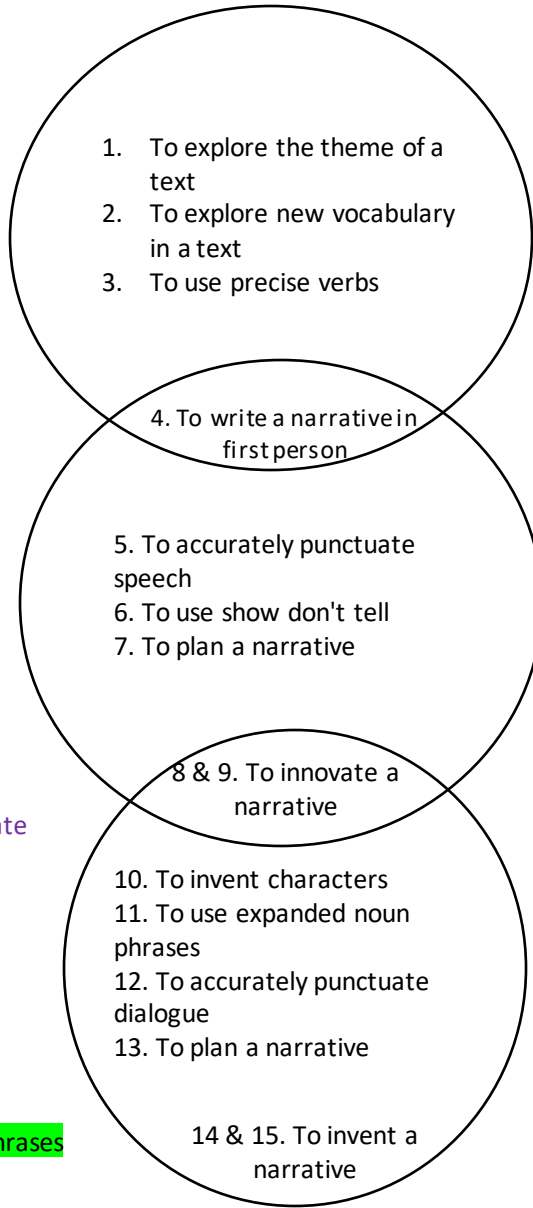 1. To explore the theme of a
text
2. To explore new vocabulary
in a text
3. To use precise verbs
4. To write a narrative in
first person
5. To accurately punctuate
speech
6. To use show don't tell
7. To plan a narrative
8 & 9. To innovate a
narrative
10. To invent characters
11. To use expanded noun
phrases
12. To accurately punctuate
dialogue
13. To plan a narrative
14 & 15. To invent a
narrative